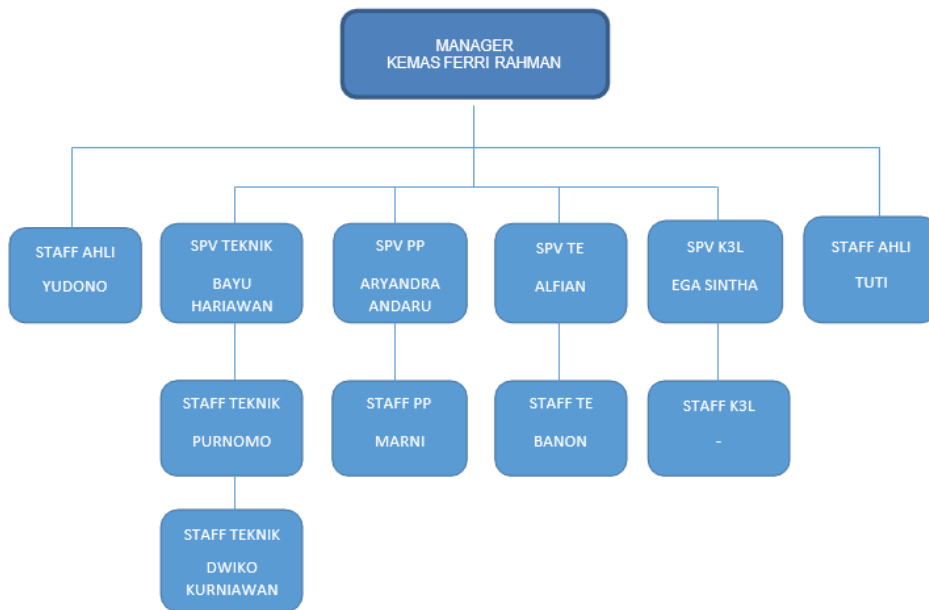 MANAGER
KEMAS FERRI RAHMAN
STAFF AHLI
YUDONO
SPV TEKNIK
BAYU
HARIAWAN
SPV PP
ARYANDRA
ANDARU
SPV TE
ALFIAN
SPV K3L
EGA SINTHA
STAFF AHLI
TUTI
STAFF TEKNIK
PURNOMO
STAFF PP
MARNI
STAFF TE
BANON
STAFF K3L
-
STAFF TEKNIK
DWIKO
KURNIAWAN